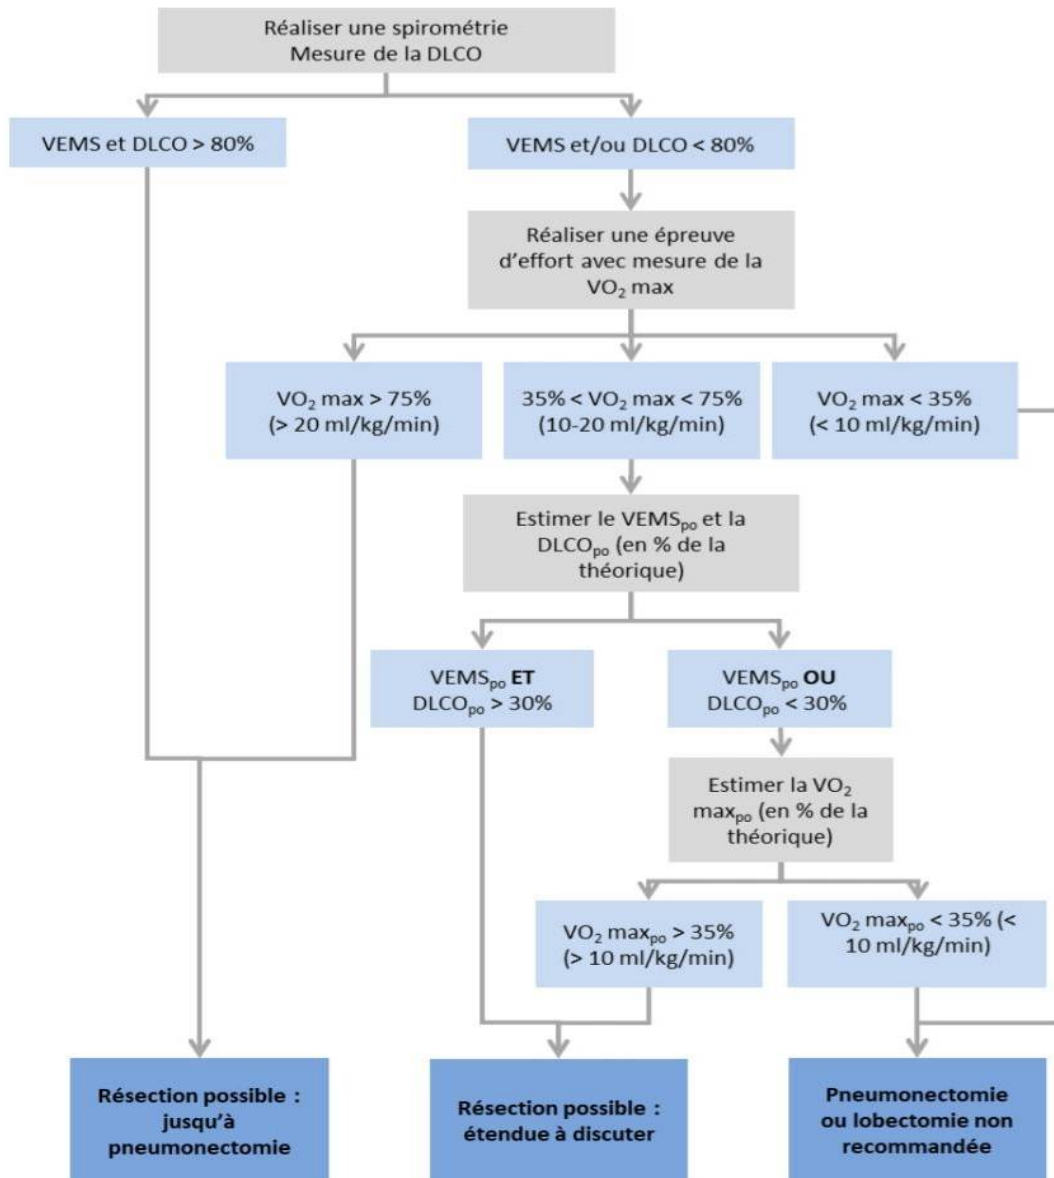 Réaliser une spirométrie
Mesure de la DLCO
VEMS et DLCO > 80%
VEMS et/ou DLCO < 80%
Réaliser une épreuve
d'effort avec mesure de la
VO₂ max
VO₂ max > 75%
(> 20 ml/kg/min)
35% < VO₂ max < 75%
(10-20 ml/kg/min)
VO₂ max < 35%
(< 10 ml/kg/min)
Estimer le VEMSpo et la
DLCOpo (en % de la
théorique)
VEMSpo ET
DLCOpo > 30%
VEMSpo OU
DLCOpo < 30%
Estimer la VO₂
maxpo (en % de la
théorique)
VO₂ maxpo > 35%
(> 10 ml/kg/min)
VO₂ maxpo < 35% (<
10 ml/kg/min)
Résection possible :
jusqu'à
pneumonectomie
Résection possible :
étendue à discuter
Pneumonectomie
ou lobectomie non
recommandée